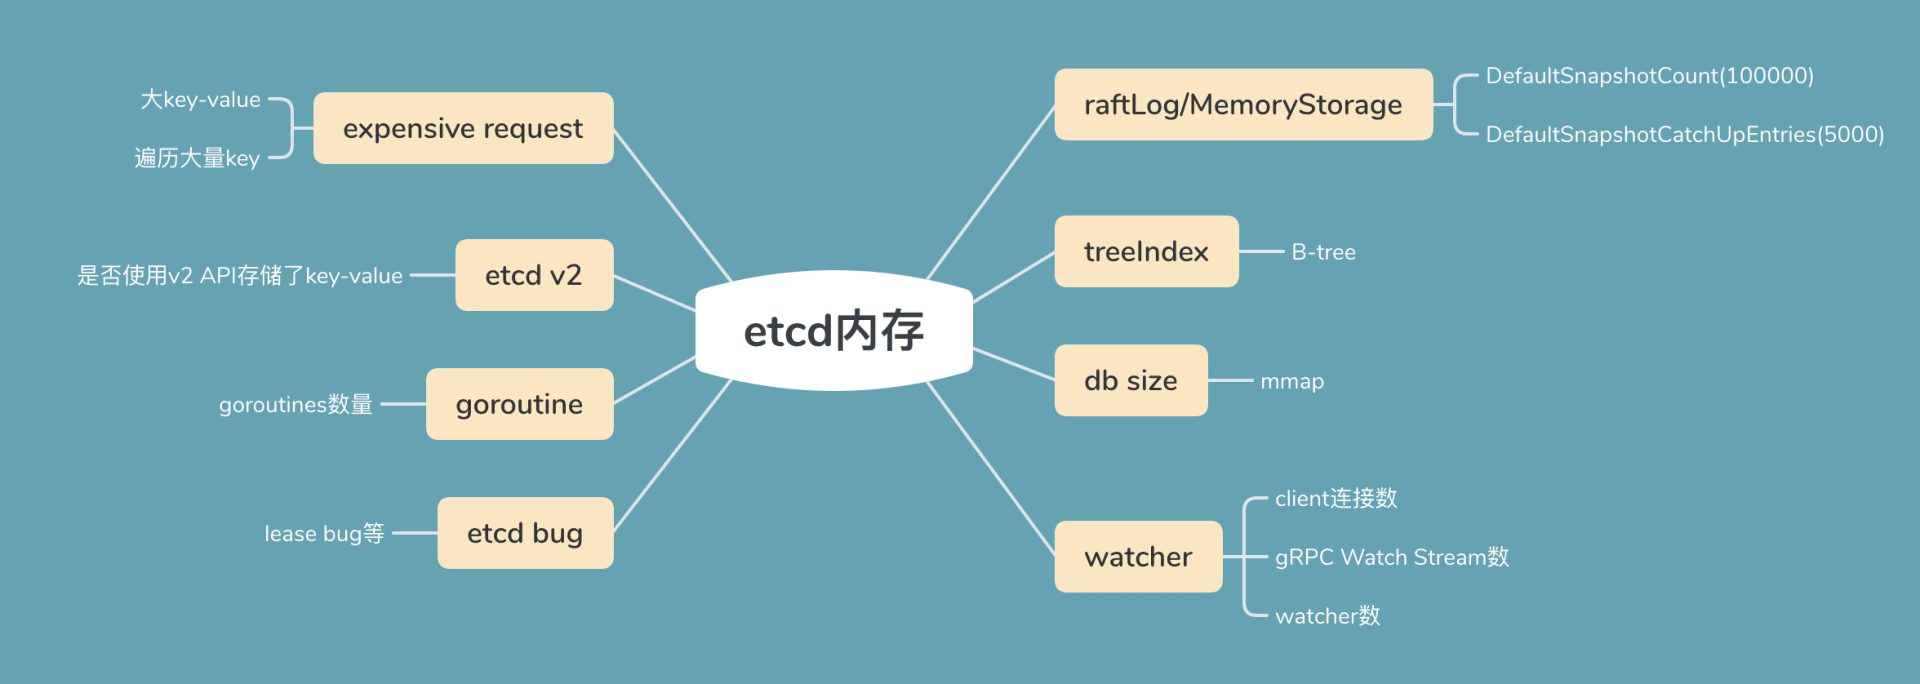 etcd内存
raftLog/MemoryStorage
DefaultSnapshotCount(100000)
DefaultSnapshotCatchUpEntries(5000)
treeIndex
B-tree
db size
mmap
watcher
client连接数
gRPC Watch Stream数
watcher数
expensive request
大key-value
遍历大量key
etcd v2
是否使用v2 API存储了key-value
goroutine
goroutines数量
etcd bug
lease bug等